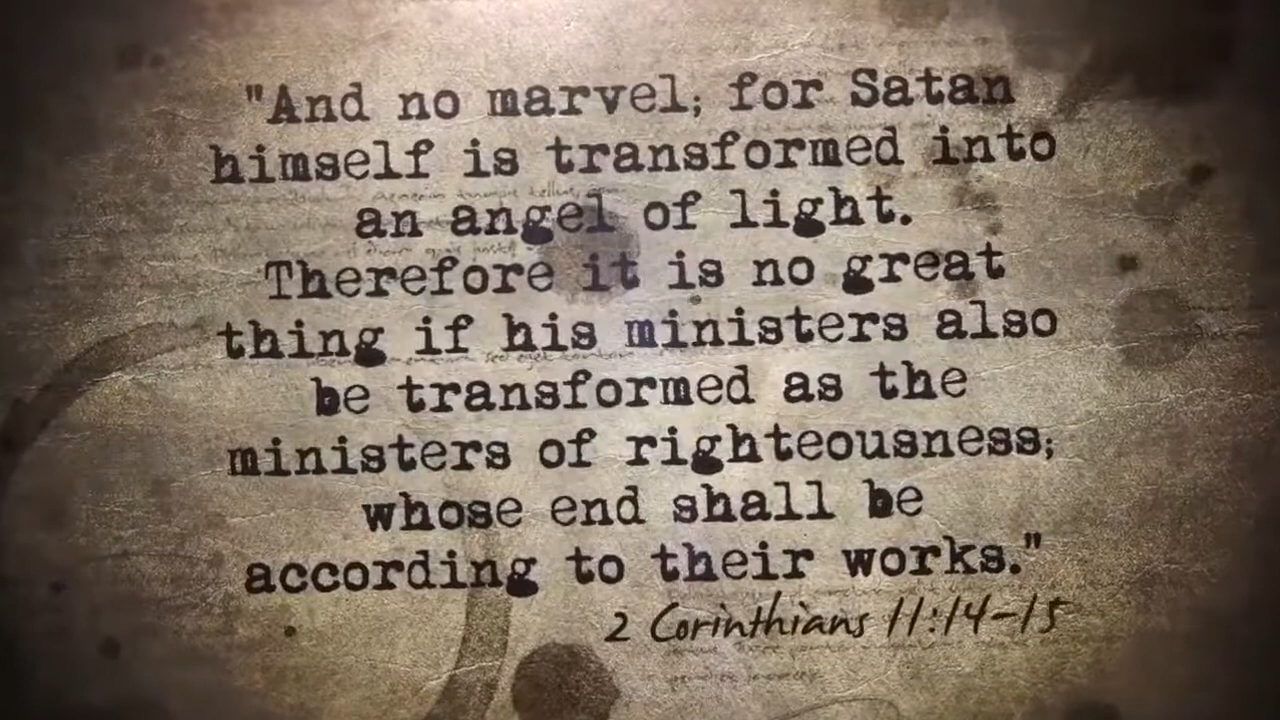 "And no marvel; for Satan
himself is transformed into
an angel of light.
Therefore it is no great
thing if his ministers also
be transformed as the
ministers of righteousness;
whose end shall be
according to their works."
2 Corinthians 11:14-15